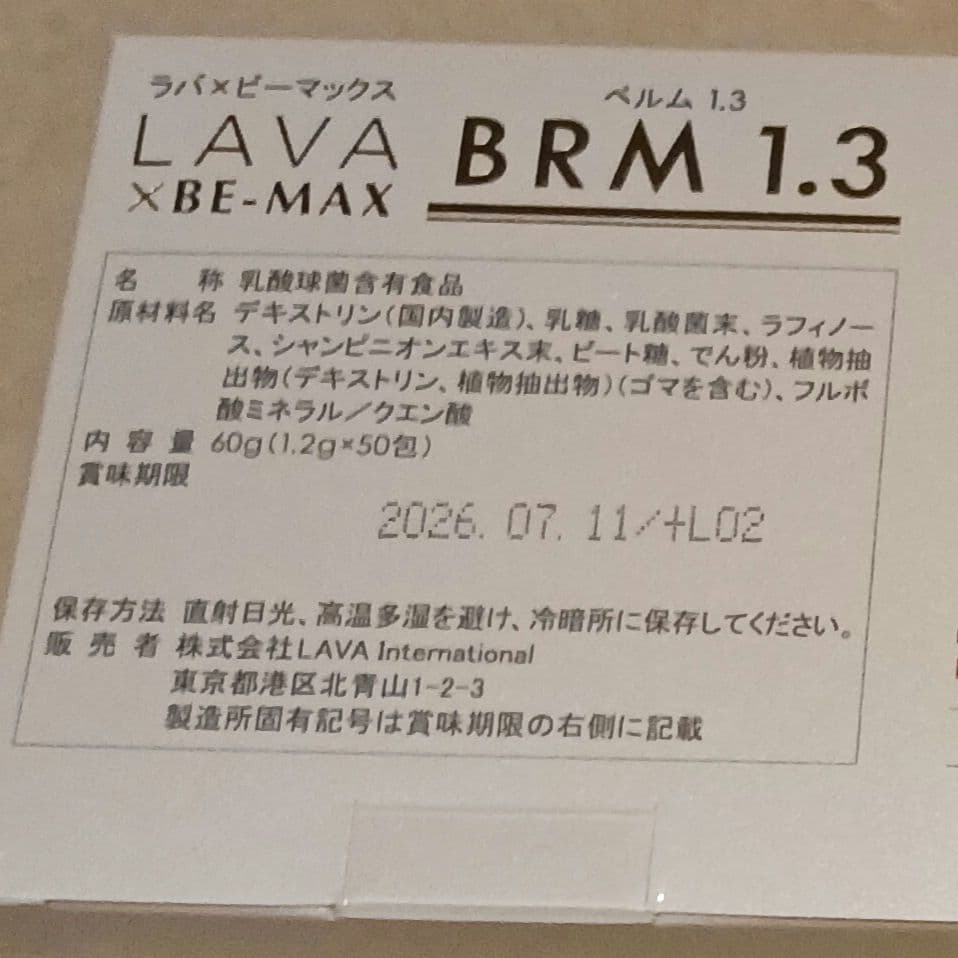 ラバ×ビーマックス
LAVA
×BE-MAX
ベルム 1.3
BRM 1.3
名 称 乳酸球菌含有食品
原材料名 デキストリン(国内製造)、乳糖、乳酸菌末、ラフィノー
ス、シャンピニオンエキス末、ビート糖、でん粉、植物抽
出物(デキストリン、植物抽出物)(ゴマを含む)、フルボ
酸ミネラル/クエン酸
内 容 量 60g(1.2g×50包)
賞味期限
2026.07.11/+L02
保存方法 直射日光、高温多湿を避け、冷暗所に保存してください。
販 売 者 株式会社LAVA International
東京都港区北青山1-2-3
製造所固有記号は賞味期限の右側に記載